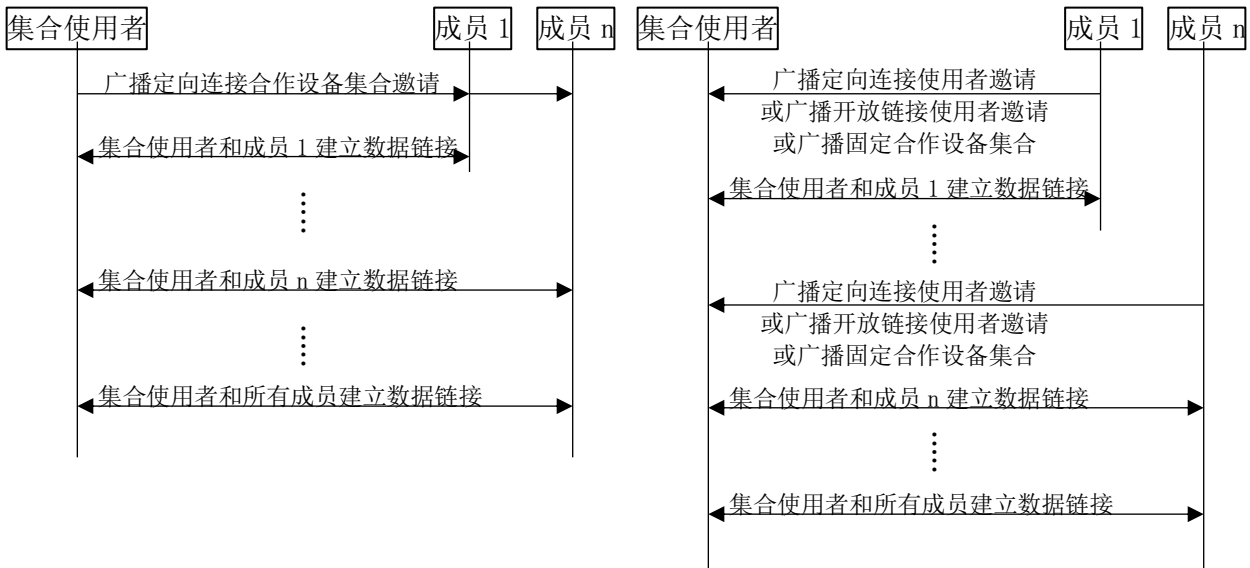 集合使用者
成员 1
成员 n
广播定向连接合作设备集合邀请
集合使用者和成员 1 建立数据链接
集合使用者和成员 n 建立数据链接
集合使用者和所有成员建立数据链接
集合使用者
成员 1
成员 n
广播定向连接使用者邀请
或广播开放链接使用者邀请
或广播固定合作设备集合
集合使用者和成员 1 建立数据链接
广播定向连接使用者邀请
或广播开放链接使用者邀请
或广播固定合作设备集合
集合使用者和成员 n 建立数据链接
集合使用者和所有成员建立数据链接